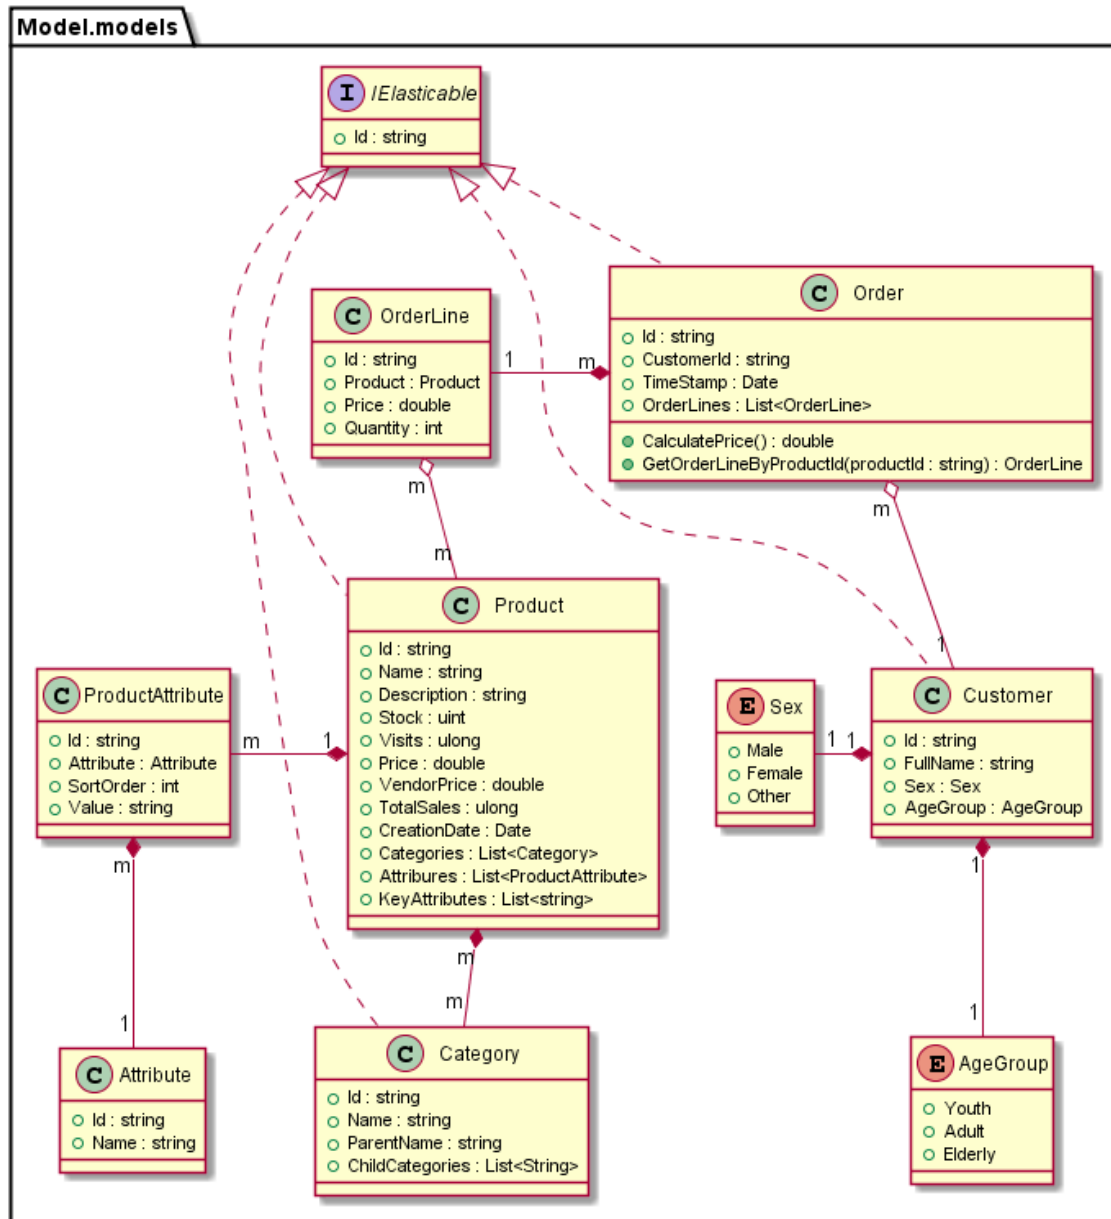 Model.models
I IElasticable
Id : string
C OrderLine
Id : string
Product : Product
Price : double
Quantity : int
1
m
C Order
Id : string
CustomerId : string
TimeStamp : Date
OrderLines : List<OrderLine>
CalculatePrice() : double
GetOrderLineByProductId(productId : string) : OrderLine
m
m
m
1
C Product
Id : string
Name : string
Description : string
Stock : uint
Visits : ulong
Price : double
VendorPrice : double
TotalSales : ulong
CreationDate : Date
Categories : List<Category>
Attribures : List<ProductAttribute>
KeyAttributes : List<string>
C ProductAttribute
Id : string
Attribute : Attribute
SortOrder : int
Value : string
m
1
E Sex
Male
Female
Other
1
1
C Customer
Id : string
FullName : string
Sex : Sex
AgeGroup : AgeGroup
m
1
m
m
1
1
C Attribute
Id : string
Name : string
C Category
Id : string
Name : string
ParentName : string
ChildCategories : List<String>
E AgeGroup
Youth
Adult
Elderly